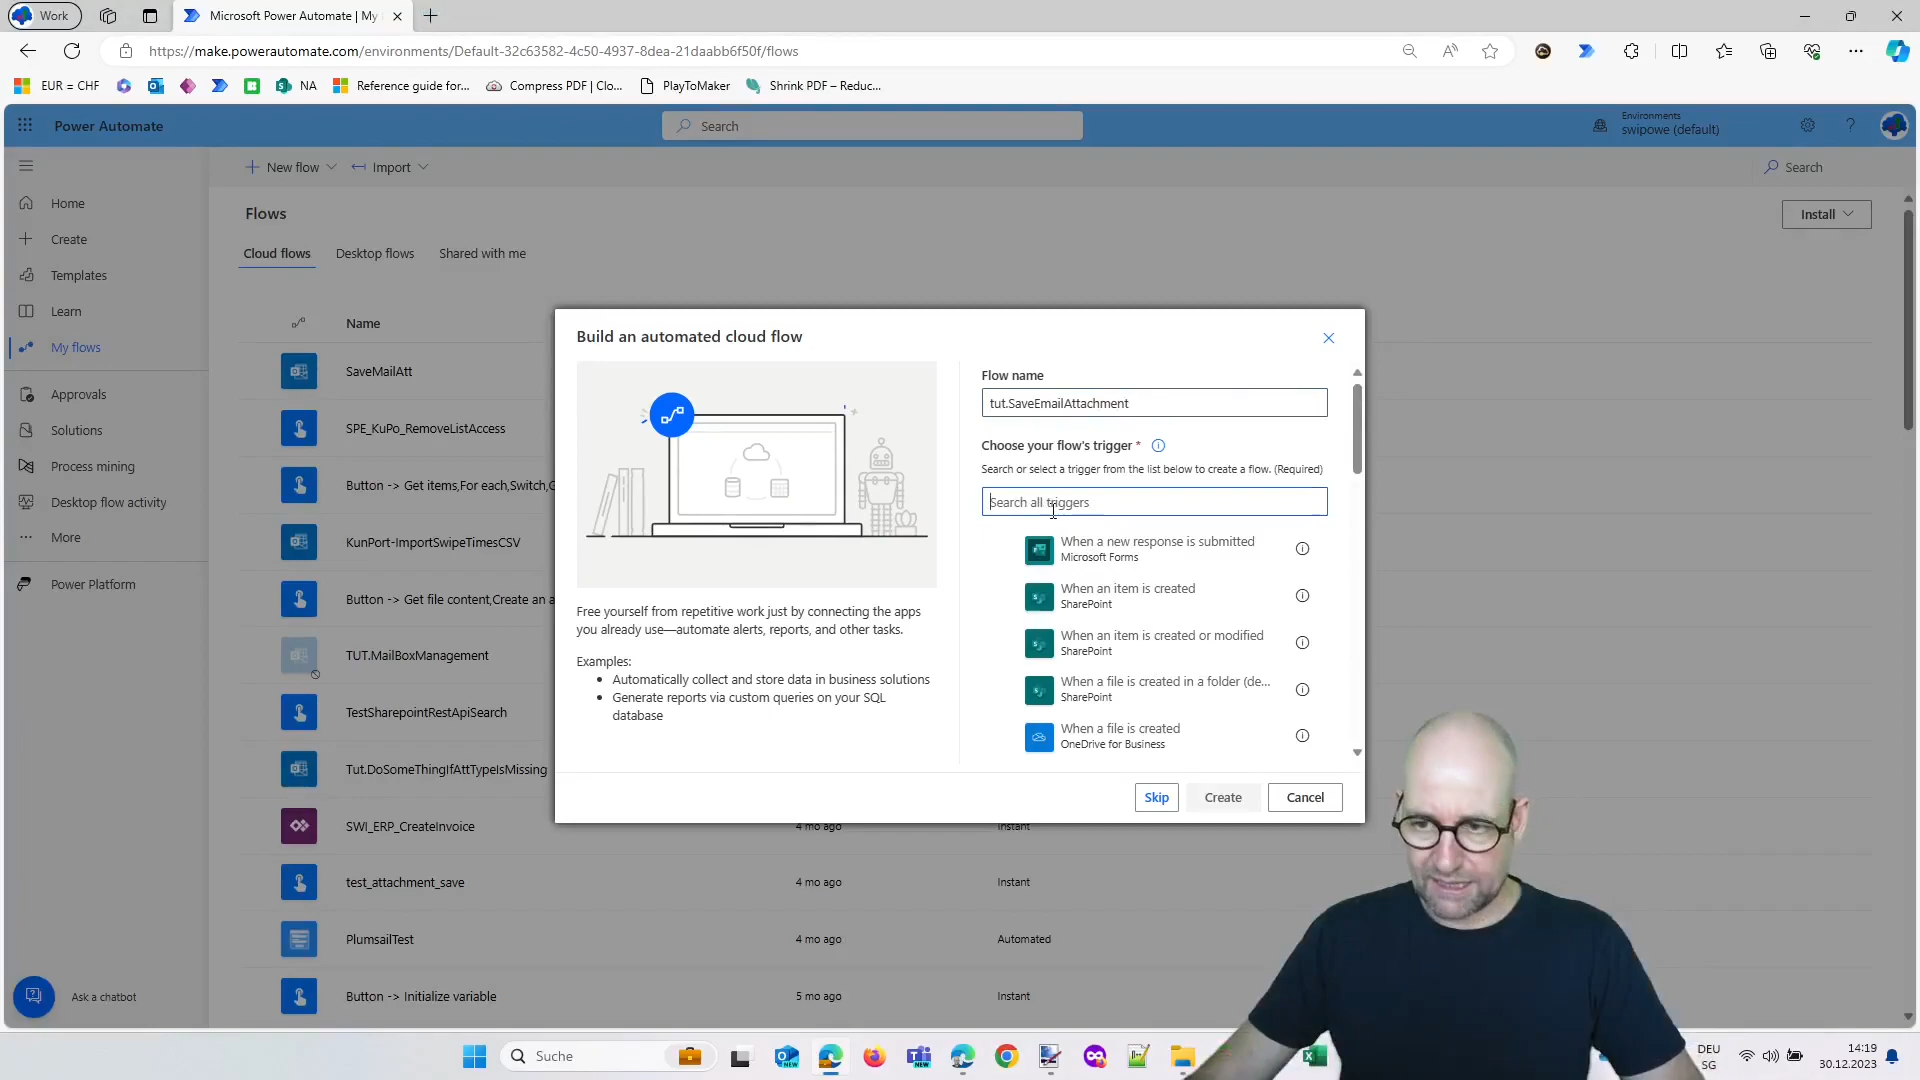 Work
Microsoft Power Automate | My
https://make.powerautomate.com/environments/Default-32c63582-4c50-4937-8dea-21daabb6f50f/flows
EUR = CHF
NA
Reference guide for...
Compress PDF | Clo...
PlayToMaker
Shrink PDF – Reduc...
Power Automate
Search
Environments
swipowe (default)
New flow
Import
Search
Home
Create
Templates
Learn
My flows
Approvals
Solutions
Process mining
Desktop flow activity
More
Power Platform
Ask a chatbot
Flows
Install
Cloud flows
Desktop flows
Shared with me
Name
SaveMailAtt
SPE_KuPo_RemoveListAccess
Button -> Get items,For each,Switch,G
KunPort-ImportSwipeTimesCSV
Button -> Get file content,Create an a
TUT.MailBoxManagement
TestSharepointRestApiSearch
Tut.DoSomeThingIfAttTypeIsMissing
SWI_ERP_CreateInvoice
4 mo ago
Instant
test_attachment_save
4 mo ago
Instant
PlumsailTest
4 mo ago
Automated
Button -> Initialize variable
5 mo ago
Instant
Build an automated cloud flow
Free yourself from repetitive work just by connecting the apps
you already use—automate alerts, reports, and other tasks.
Examples:
• Automatically collect and store data in business solutions
• Generate reports via custom queries on your SQL
database
Flow name
tut.SaveEmailAttachment
Choose your flow's trigger *
Search or select a trigger from the list below to create a flow. (Required)
Search all triggers
When a new response is submitted
Microsoft Forms
When an item is created
SharePoint
When an item is created or modified
SharePoint
When a file is created in a folder (de...
SharePoint
When a file is created
OneDrive for Business
Skip
Create
Cancel
Suche
NEW
NEW
DEU
SG
14:19
30.12.2023